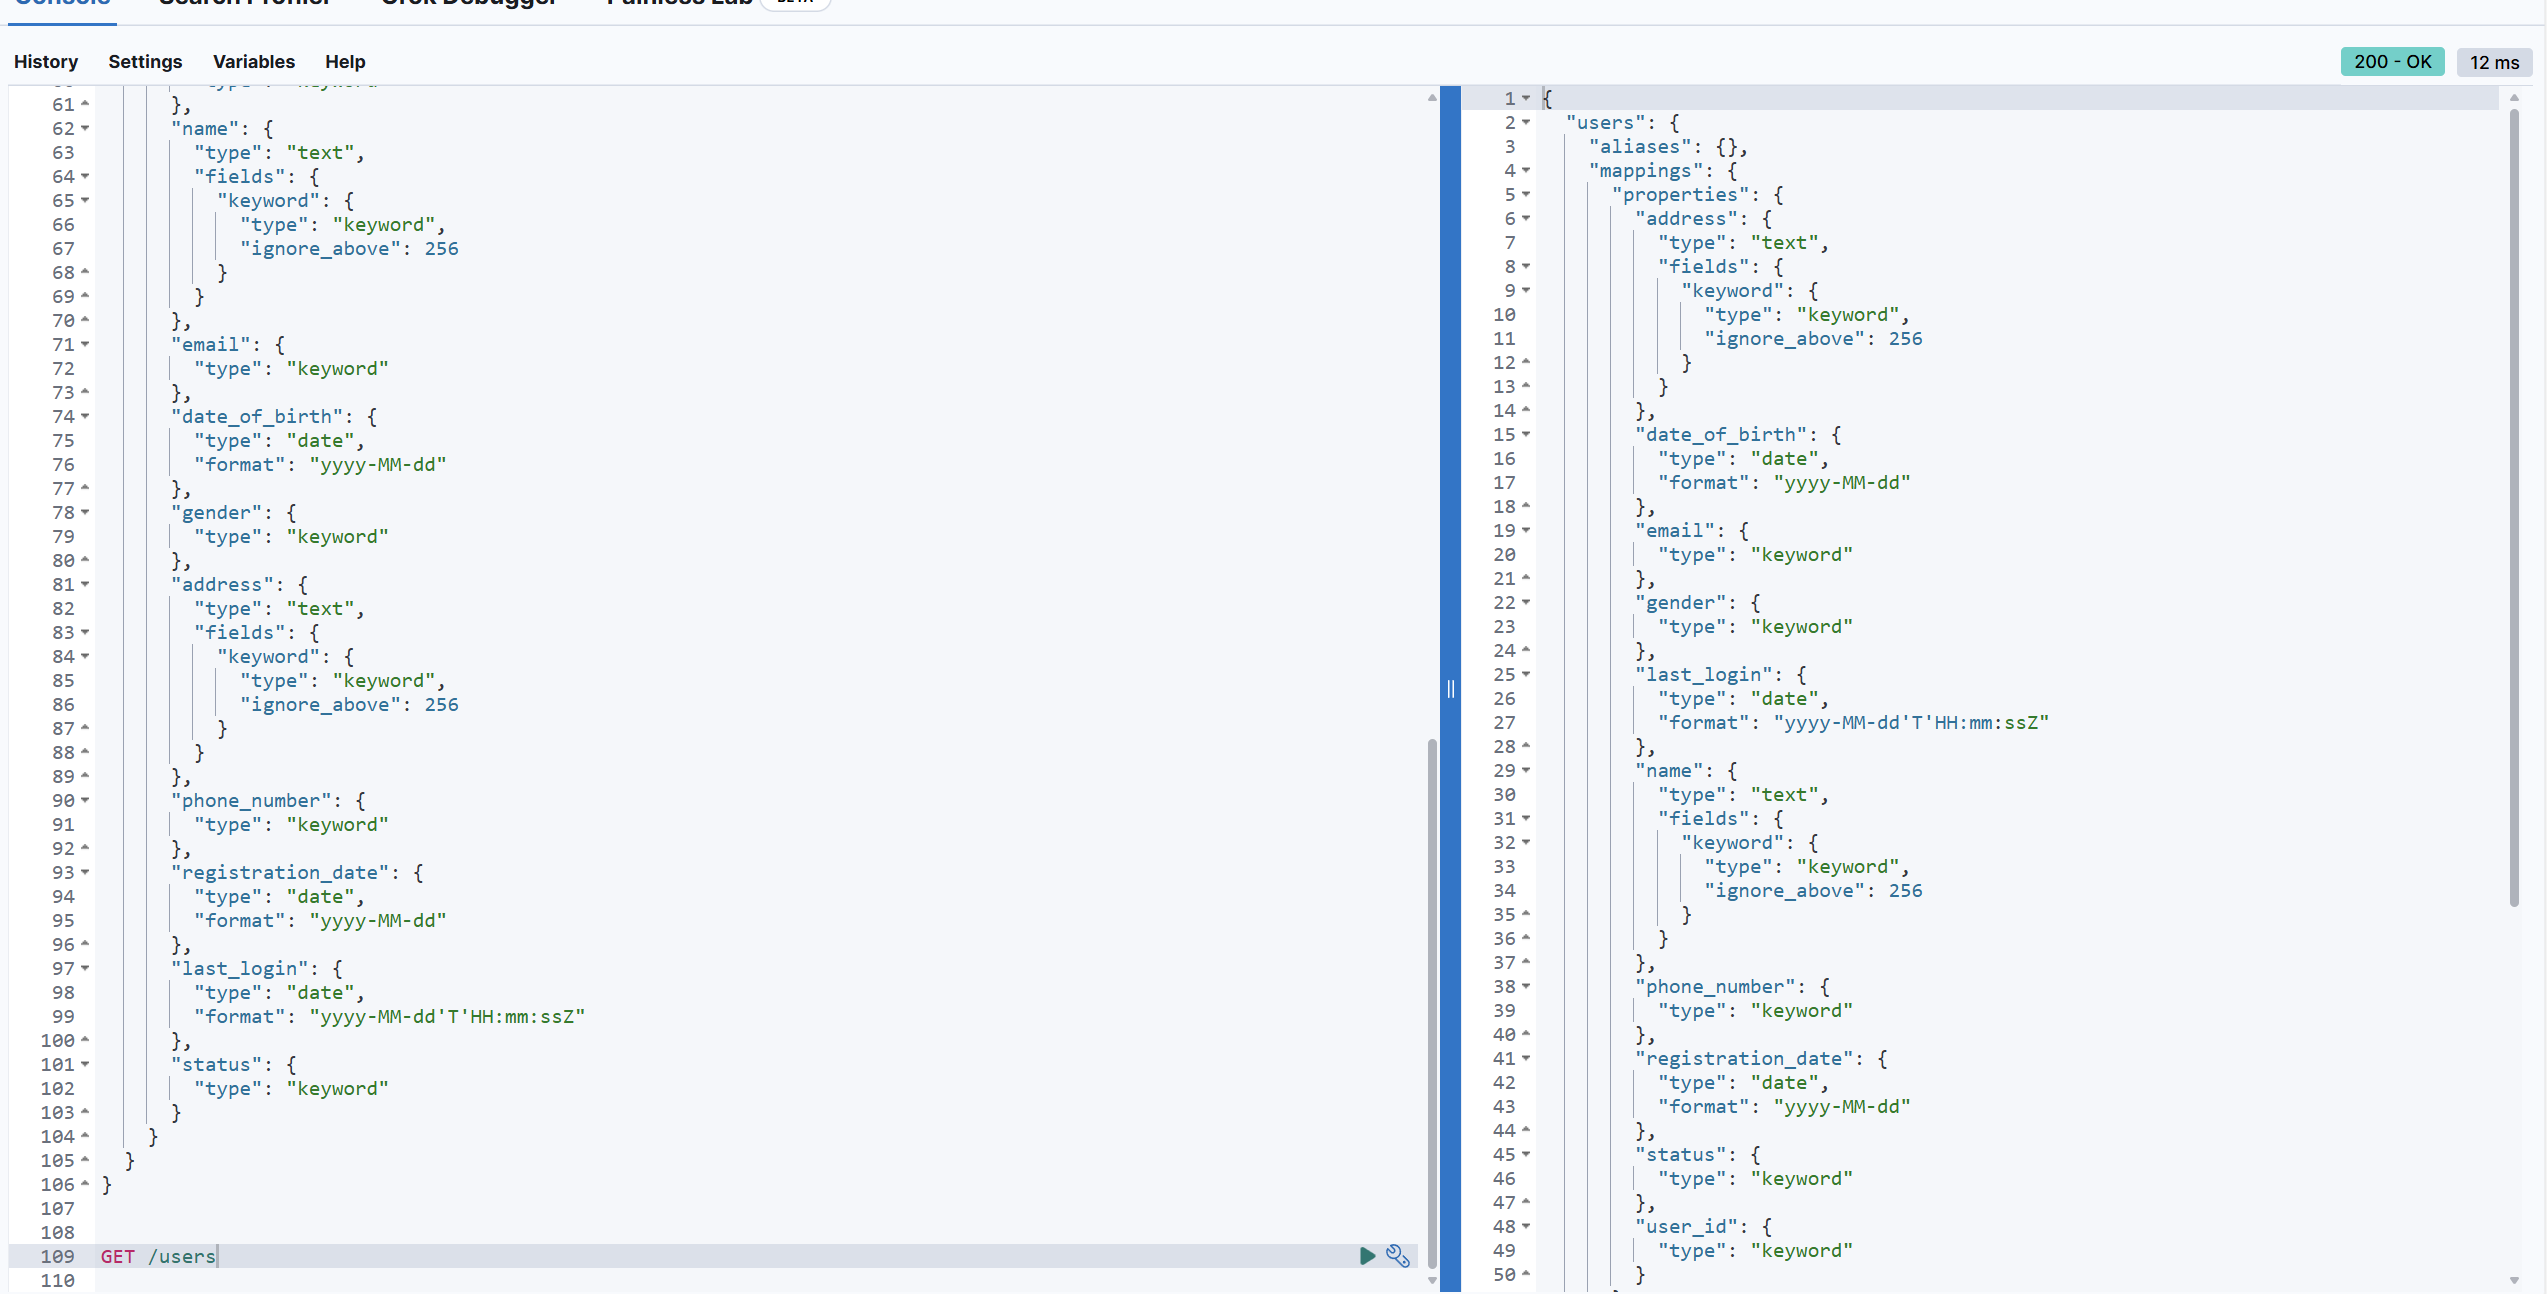 Console Search Profiler Grok Debugger Painless Lab BETA
History Settings Variables Help 200 - OK 12 ms
"type": "keyword"
61 },
62 "name": {
63 "type": "text",
64 "fields": {
65 "keyword": {
66 "type": "keyword",
67 "ignore_above": 256
68 }
69 }
70 },
71 "email": {
72 "type": "keyword"
73 },
74 "date_of_birth": {
75 "type": "date",
76 "format": "yyyy-MM-dd"
77 },
78 "gender": {
79 "type": "keyword"
80 },
81 "address": {
82 "type": "text",
83 "fields": {
84 "keyword": {
85 "type": "keyword",
86 "ignore_above": 256
87 }
88 }
89 },
90 "phone_number": {
91 "type": "keyword"
92 },
93 "registration_date": {
94 "type": "date",
95 "format": "yyyy-MM-dd"
96 },
97 "last_login": {
98 "type": "date",
99 "format": "yyyy-MM-dd'T'HH:mm:ssZ"
100 },
101 "status": {
102 "type": "keyword"
103 }
104 }
105 }
106 }
107
108
109 GET /users
110
1 {
2 "users": {
3 "aliases": {},
4 "mappings": {
5 "properties": {
6 "address": {
7 "type": "text",
8 "fields": {
9 "keyword": {
10 "type": "keyword",
11 "ignore_above": 256
12 }
13 }
14 },
15 "date_of_birth": {
16 "type": "date",
17 "format": "yyyy-MM-dd"
18 },
19 "email": {
20 "type": "keyword"
21 },
22 "gender": {
23 "type": "keyword"
24 },
25 "last_login": {
26 "type": "date",
27 "format": "yyyy-MM-dd'T'HH:mm:ssZ"
28 },
29 "name": {
30 "type": "text",
31 "fields": {
32 "keyword": {
33 "type": "keyword",
34 "ignore_above": 256
35 }
36 }
37 },
38 "phone_number": {
39 "type": "keyword"
40 },
41 "registration_date": {
42 "type": "date",
43 "format": "yyyy-MM-dd"
44 },
45 "status": {
46 "type": "keyword"
47 },
48 "user_id": {
49 "type": "keyword"
50 }